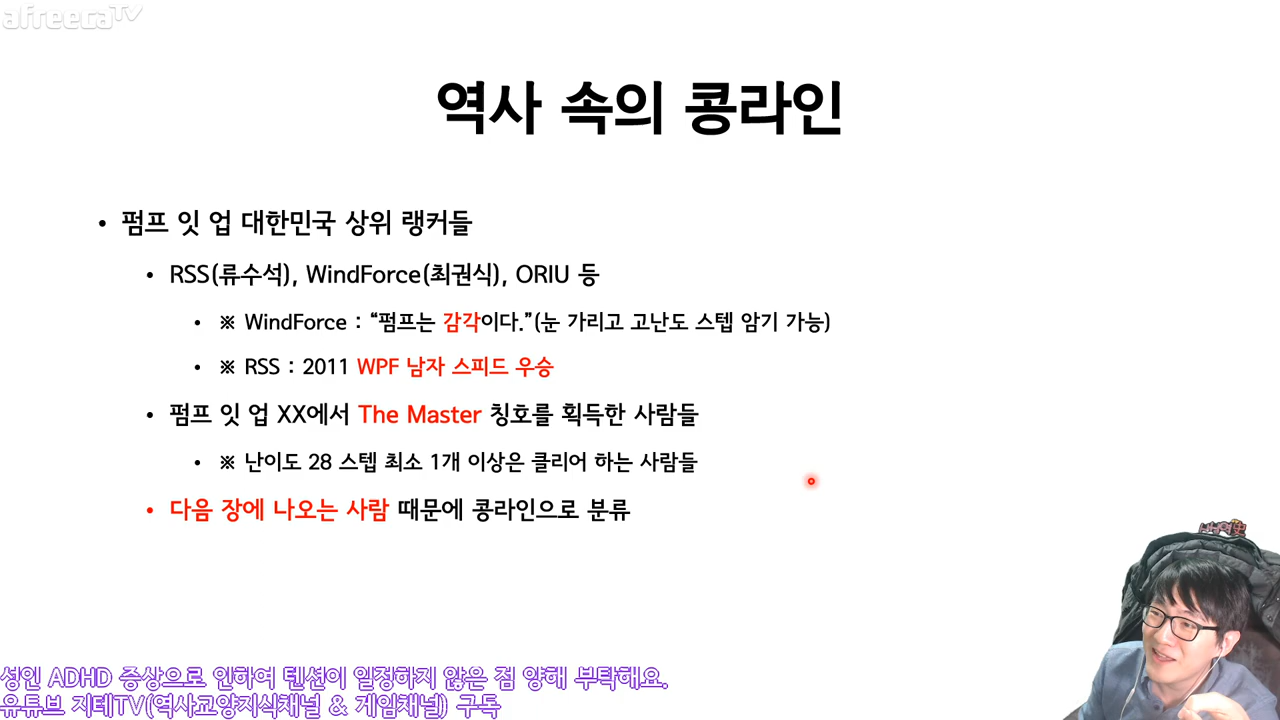 afreecaTV
역사 속의 콩라인
• 펌프 잇 업 대한민국 상위 랭커들
• RSS(류수석), WindForce(최권식), ORIU 등
• ※ WindForce : “펌프는 감각이다.”(눈 가리고 고난도 스텝 암기 가능)
• ※ RSS : 2011 WPF 남자 스피드 우승
• 펌프 잇 업 XX에서 The Master 칭호를 획득한 사람들
• ※ 난이도 28 스텝 최소 1개 이상은 클리어 하는 사람들
• 다음 장에 나오는 사람 때문에 콩라인으로 분류
성인 ADHD 증상으로 인하여 텐션이 일정하지 않은 점 양해 부탁해요.
유튜브 지테TV(역사교양지식채널 & 게임채널) 구독